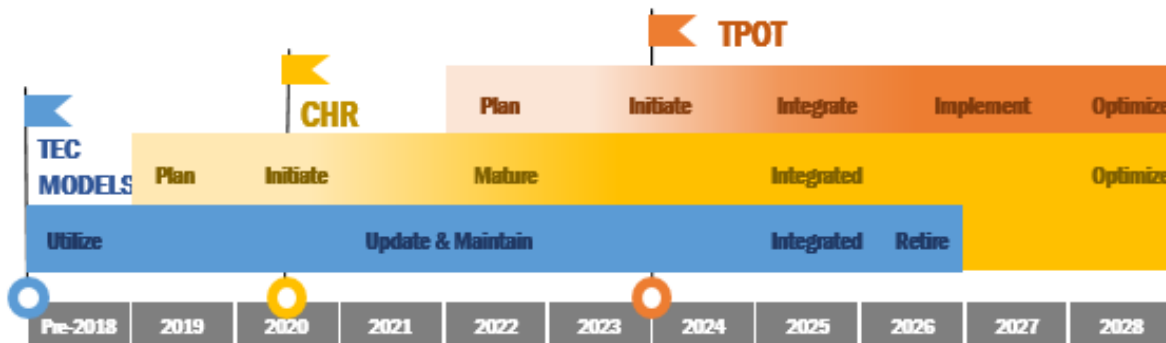 TPOT
CHR
Plan Initiate Integrate Implement Optimize
TEC
MODELS
Plan Initiate Mature Integrated Optimize
Utilize Update & Maintain Integrated Retire
Pre-2018 2019 2020 2021 2022 2023 2024 2025 2026 2027 2028